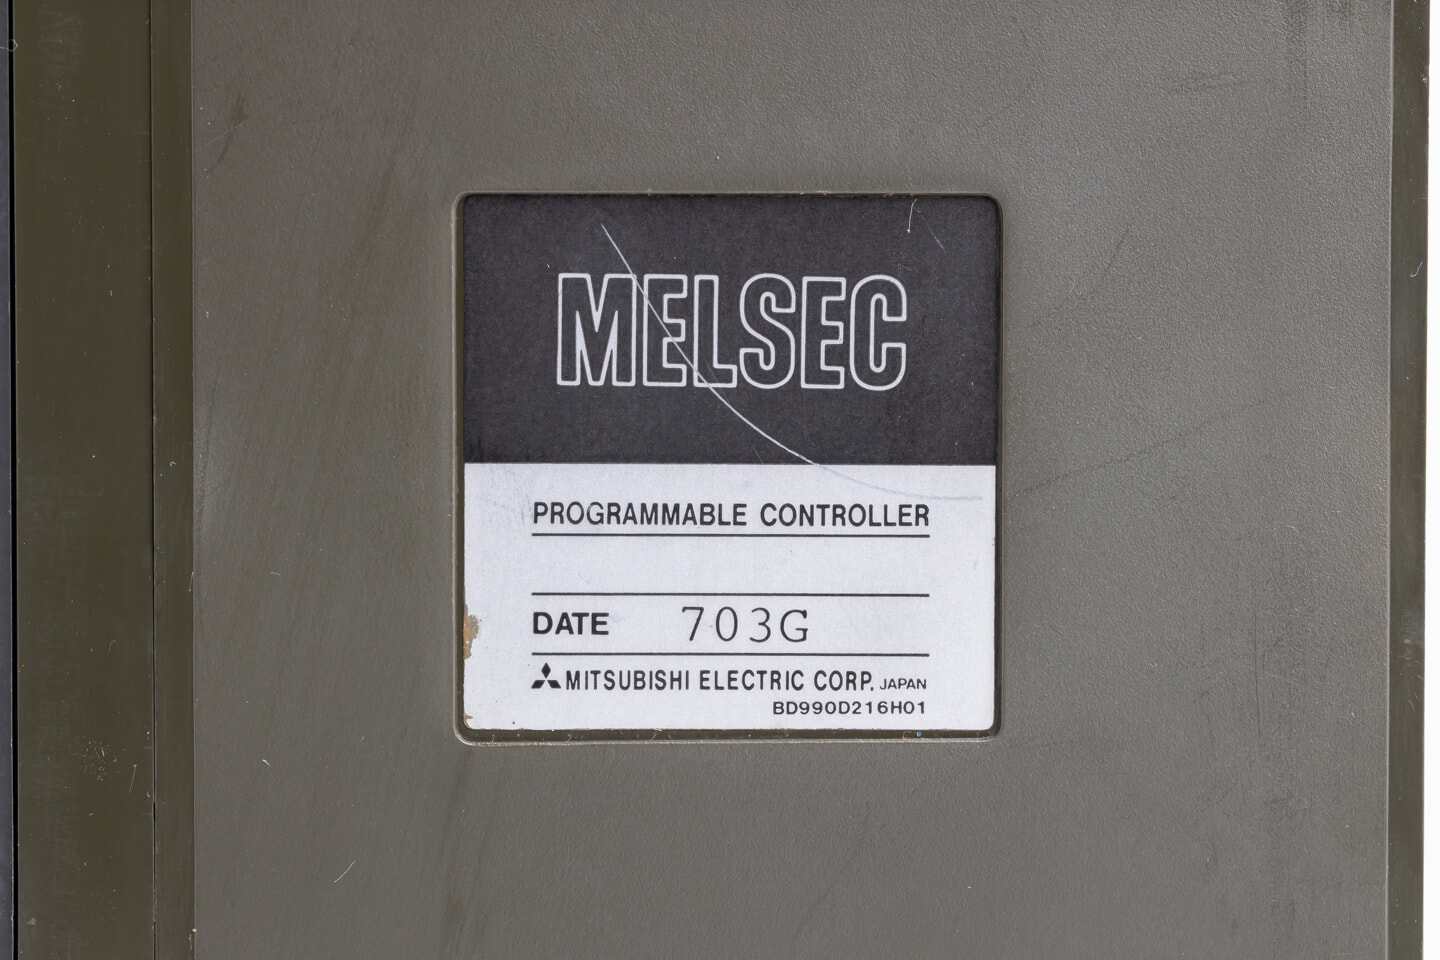 MELSEC
PROGRAMMABLE CONTROLLER
DATE 703G
MITSUBISHI ELECTRIC CORP. JAPAN
BD990D216H01